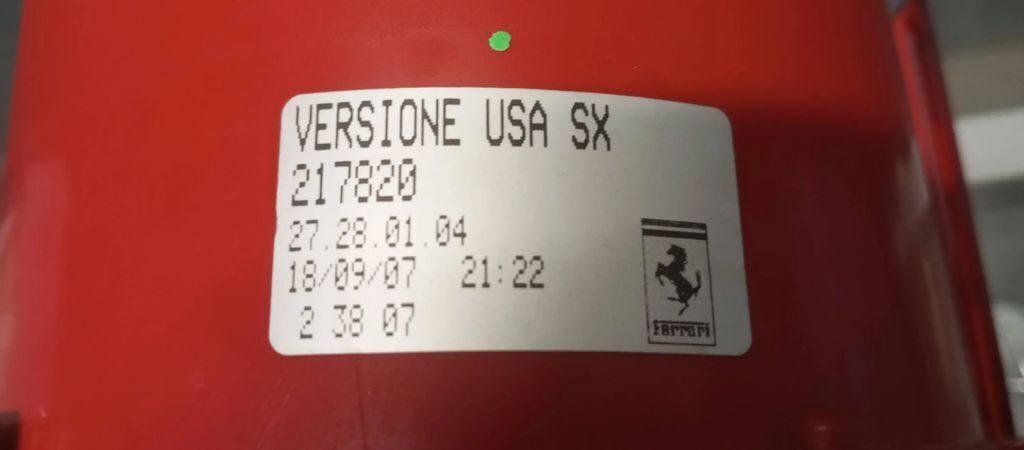 VERSIONE USA SX
217820
27.28.01.04
18/09/07 21:22
2 38 07
Ferrari